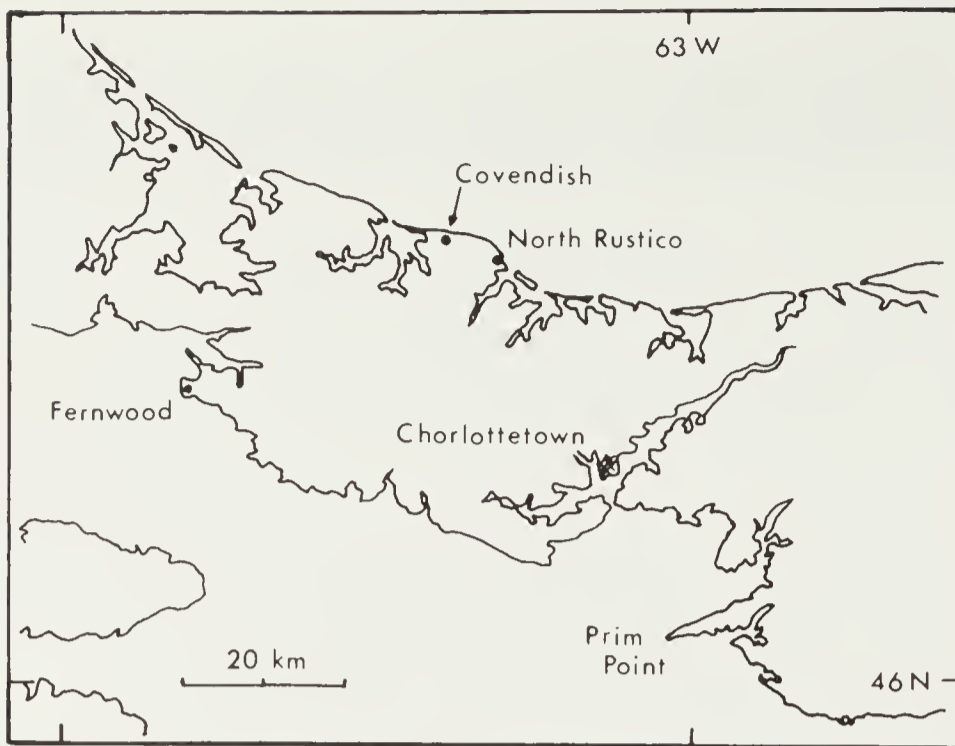 63 W
Covendish
North Rustico
Fernwood
Chorlottetown
Prim
Point
20 km
46 N